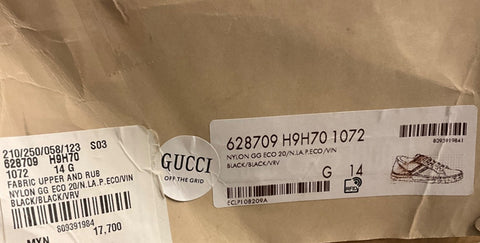 210/250/058/123 S03
628709 H9H70
1072 14 G
FABRIC UPPER AND RUB
NYLON GG ECO 20/N.LA.P.ECO/VIN
BLACK/BLACK/VRV
809391984
MXN 17,700
GUCCI
OFF THE GRID
628709 H9H70 1072
NYLON GG ECO 20/N.LA.P.ECO/VIN
BLACK/BLACK/VRV
G 14
ECLP108209A